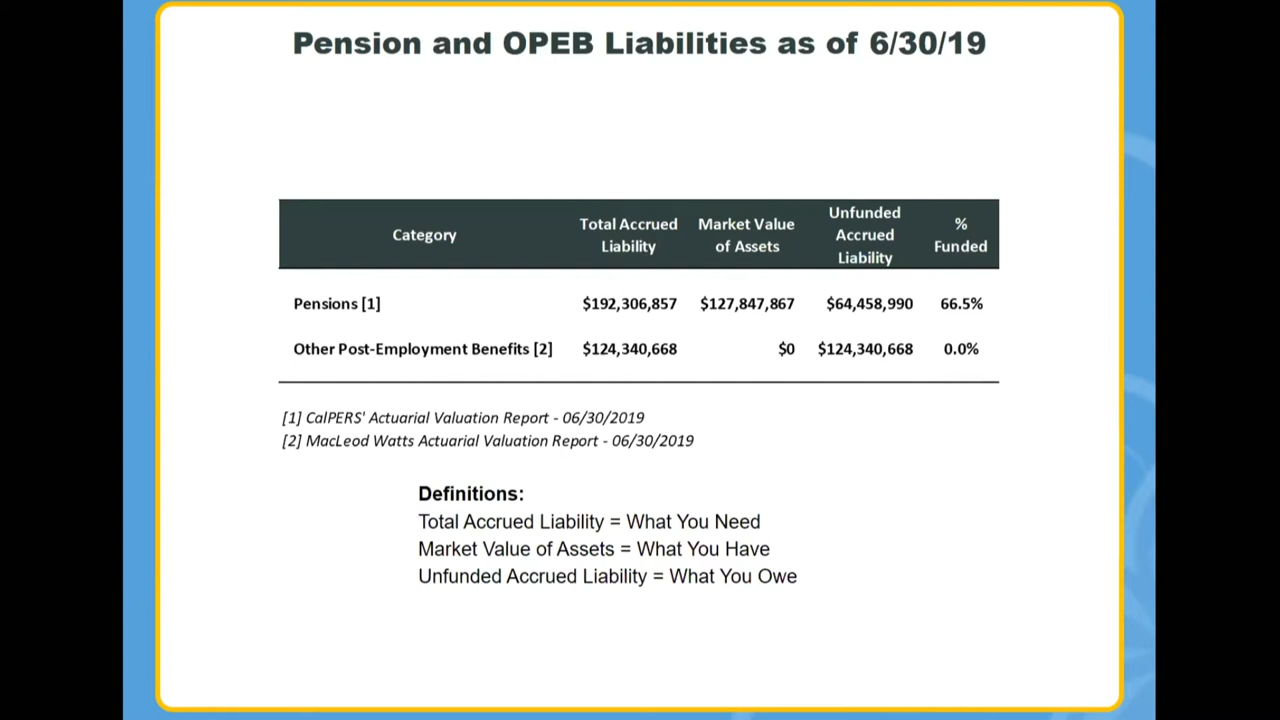 Pension and OPEB Liabilities as of 6/30/19
Category
Total Accrued
Liability
Market Value
of Assets
Unfunded
Accrued
Liability
%
Funded
Pensions [1] $192,306,857 $127,847,867 $64,458,990 66.5%
Other Post-Employment Benefits [2] $124,340,668 $0 $124,340,668 0.0%
[1] CalPERS' Actuarial Valuation Report - 06/30/2019
[2] MacLeod Watts Actuarial Valuation Report - 06/30/2019
Definitions:
Total Accrued Liability = What You Need
Market Value of Assets = What You Have
Unfunded Accrued Liability = What You Owe